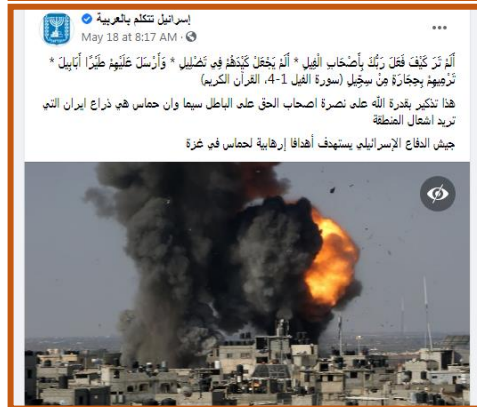 إسرائيل تتكلم بالعربية
May 18 at 8:17 AM ·
أَلَمْ تَرَ كَيْفَ فَعَلَ رَبُّكَ بِأَصْحَابِ الْفِيلِ * أَلَمْ يَجْعَلْ كَيْدَهُمْ فِي تَضْلِيلٍ * وَأَرْسَلَ عَلَيْهِمْ طَيْرًا أَبَابِيلَ *
تَرْمِيهِمْ بِحِجَارَةٍ مِنْ سِجِّيلٍ (سورة الفيل 1-4، القرآن الكريم)
هذا تذكير بقدرة الله على نصرة اصحاب الحق على الباطل سيما وان حماس هي ذراع ايران التي
تريد اشعال المنطقة
جيش الدفاع الإسرائيلي يستهدف أهدافا إرهابية لحماس في غزة